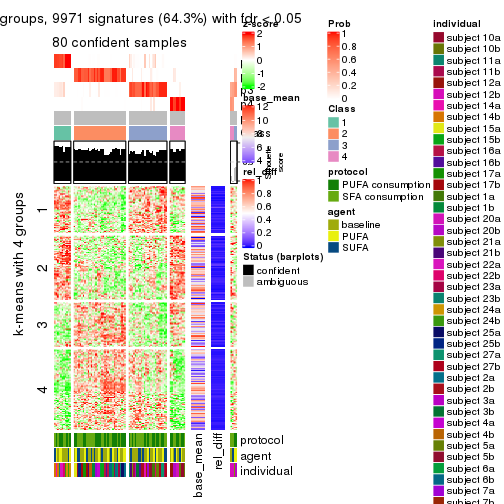 groups, 9971 signatures (64.3%) with fdr < 0.05
80 confident samples
k-means with 4 groups
1
2
3
4
base_mean
rel_diff
protocol
agent
individual
z-score
2
1
0
-1
-2
base_mean
12
10
8
6
4
rel_diff
1
0.8
0.6
0.4
0.2
0
Status (barplots)
confident
ambiguous
Silhouette
score
Prob
1
0.8
0.6
0.4
0.2
0
Class
1
2
3
4
protocol
PUFA consumption
SFA consumption
agent
baseline
PUFA
SUFA
individual
subject 10a
subject 10b
subject 11a
subject 11b
subject 12a
subject 12b
subject 14a
subject 14b
subject 15a
subject 15b
subject 16a
subject 16b
subject 17a
subject 17b
subject 1a
subject 1b
subject 20a
subject 20b
subject 21a
subject 21b
subject 22a
subject 22b
subject 23a
subject 23b
subject 24a
subject 24b
subject 25a
subject 25b
subject 27a
subject 27b
subject 2a
subject 2b
subject 3a
subject 3b
subject 4a
subject 4b
subject 5a
subject 5b
subject 6a
subject 6b
subject 7a
subject 7b